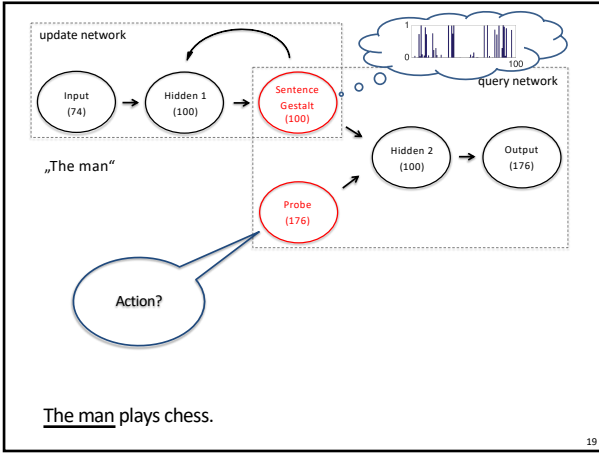 update network
1
0
100
query network
Input
(74)
Hidden 1
(100)
Sentence
Gestalt
(100)
Hidden 2
(100)
Output
(176)
„The man“
Probe
(176)
Action?
The man plays chess.
19